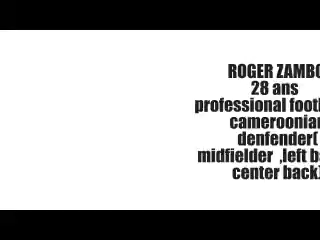 ROGER ZAMBO
28 ans
professional foot
cameroonian
denfender(
midfielder ,left b
center back)